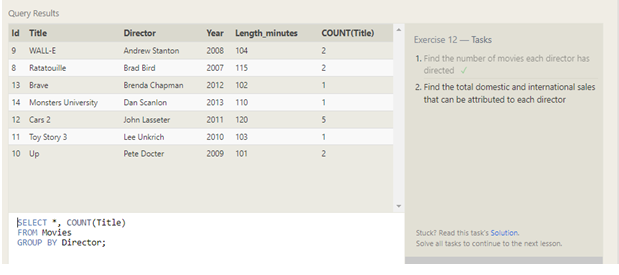 Query Results
Id Title Director Year Length_minutes COUNT(Title)
9 WALL-E Andrew Stanton 2008 104 2
8 Ratatouille Brad Bird 2007 115 2
13 Brave Brenda Chapman 2012 102 1
14 Monsters University Dan Scanlon 2013 110 1
12 Cars 2 John Lasseter 2011 120 5
11 Toy Story 3 Lee Unkrich 2010 103 1
10 Up Pete Docter 2009 101 2
SELECT *, COUNT(Title)
FROM Movies
GROUP BY Director;
Exercise 12 — Tasks
1. Find the number of movies each director has
directed ✓
2. Find the total domestic and international sales
that can be attributed to each director
Stuck? Read this task's Solution.
Solve all tasks to continue to the next lesson.